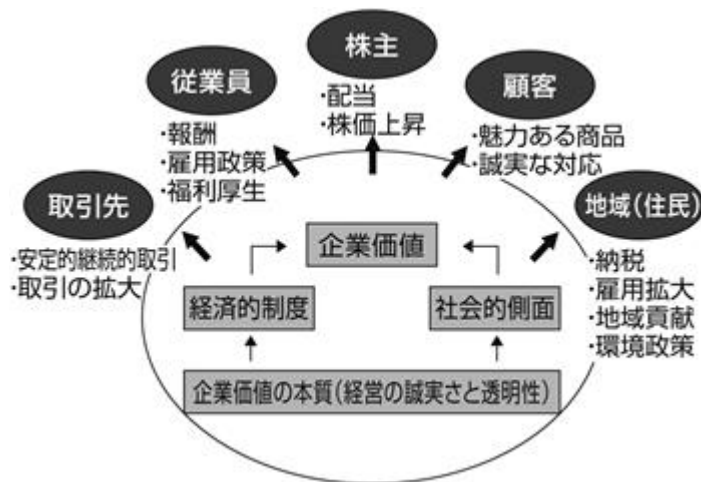 株主
・配当
・株価上昇
従業員
・報酬
・雇用政策
・福利厚生
顧客
・魅力ある商品
・誠実な対応
取引先
・安定的継続的取引
・取引の拡大
地域(住民)
・納税
・雇用拡大
・地域貢献
・環境政策
企業価値
経済的制度
社会的側面
企業価値の本質(経営の誠実さと透明性)